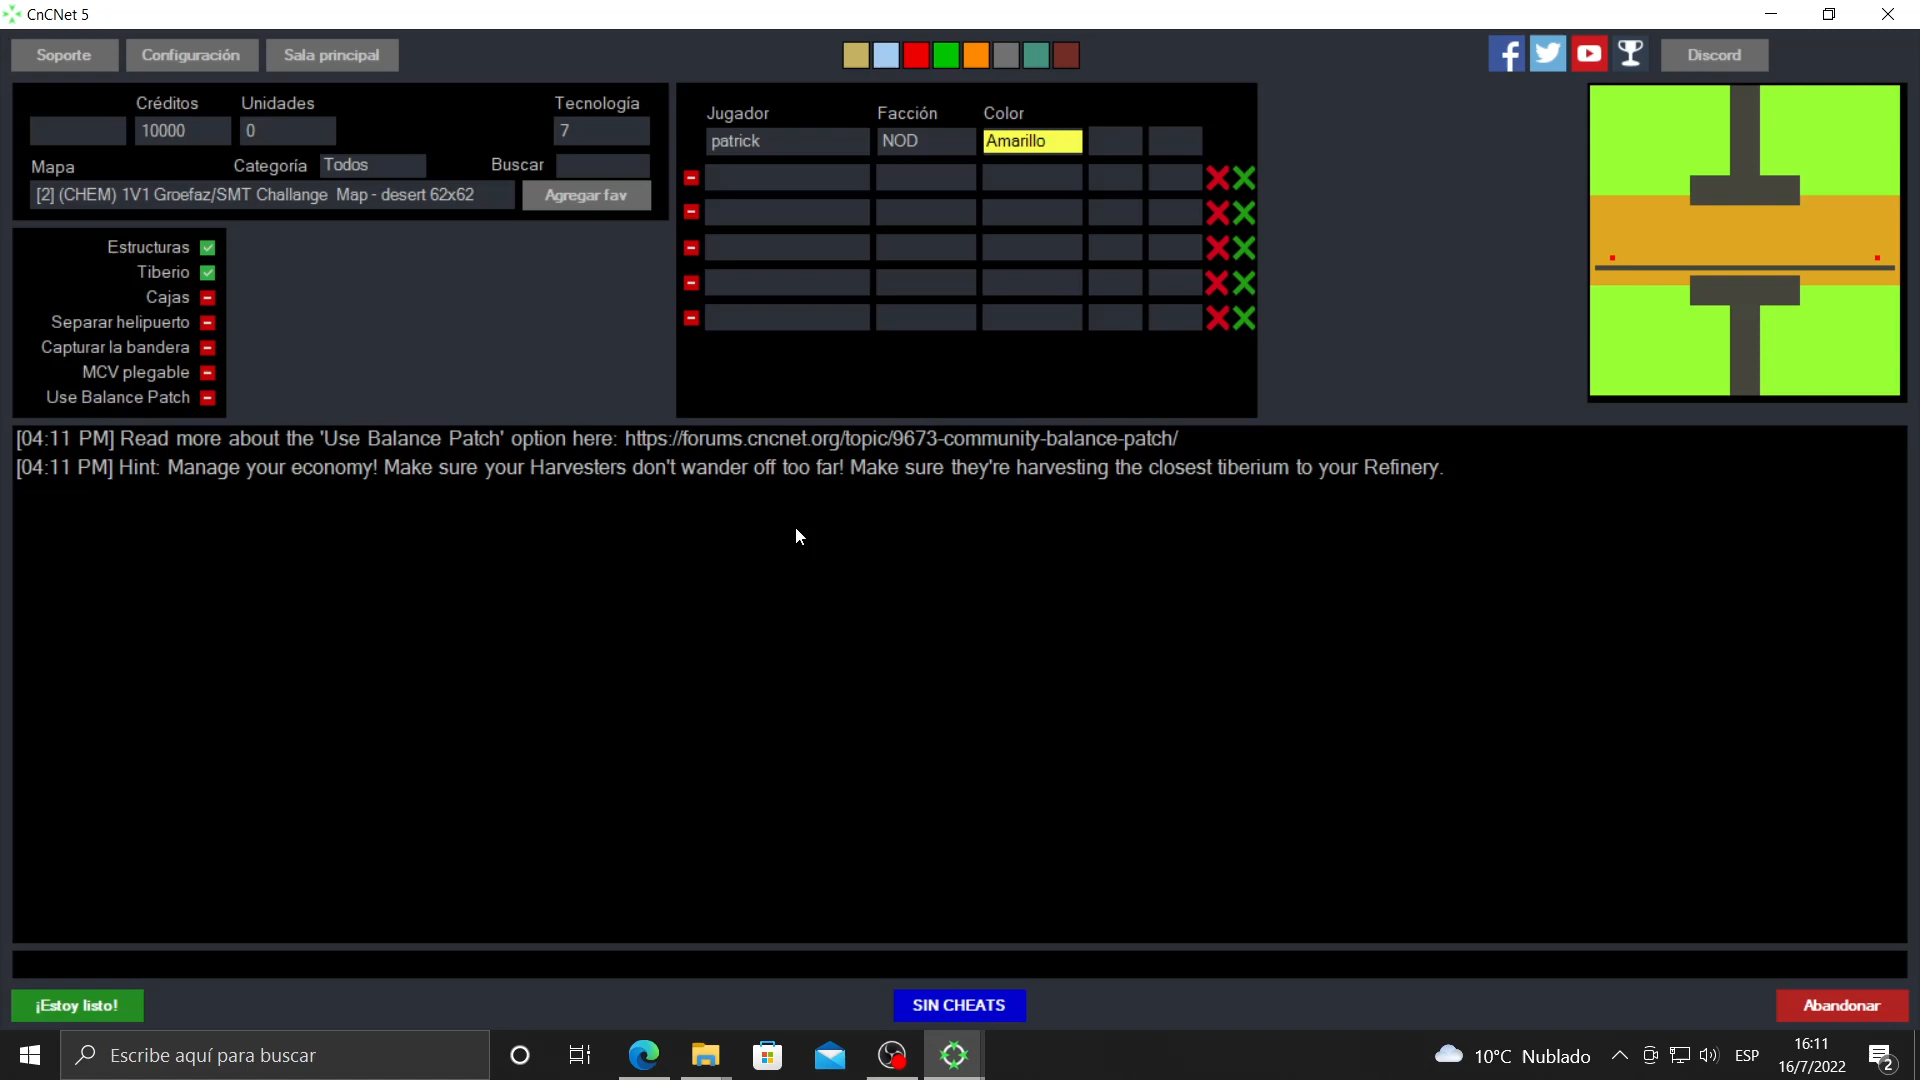 CnCNet 5
Soporte
Configuración
Sala principal
Discord
Créditos
Unidades
Tecnología
10000
0
7
Mapa
Categoría
Todos
Buscar
[2] (CHEM) 1V1 Groefaz/SMT Challange Map - desert 62x62
Agregar fav
Jugador
Facción
Color
patrick
NOD
Amarillo
Estructuras
Tiberio
Cajas
Separar helipuerto
Capturar la bandera
MCV plegable
Use Balance Patch
[04:11 PM] Read more about the 'Use Balance Patch' option here: https://forums.cncnet.org/topic/9673-community-balance-patch/
[04:11 PM] Hint: Manage your economy! Make sure your Harvesters don't wander off too far! Make sure they're harvesting the closest tiberium to your Refinery.
¡Estoy listo!
SIN CHEATS
Abandonar
Escribe aquí para buscar
10°C Nublado
ESP
16:11
16/7/2022
2